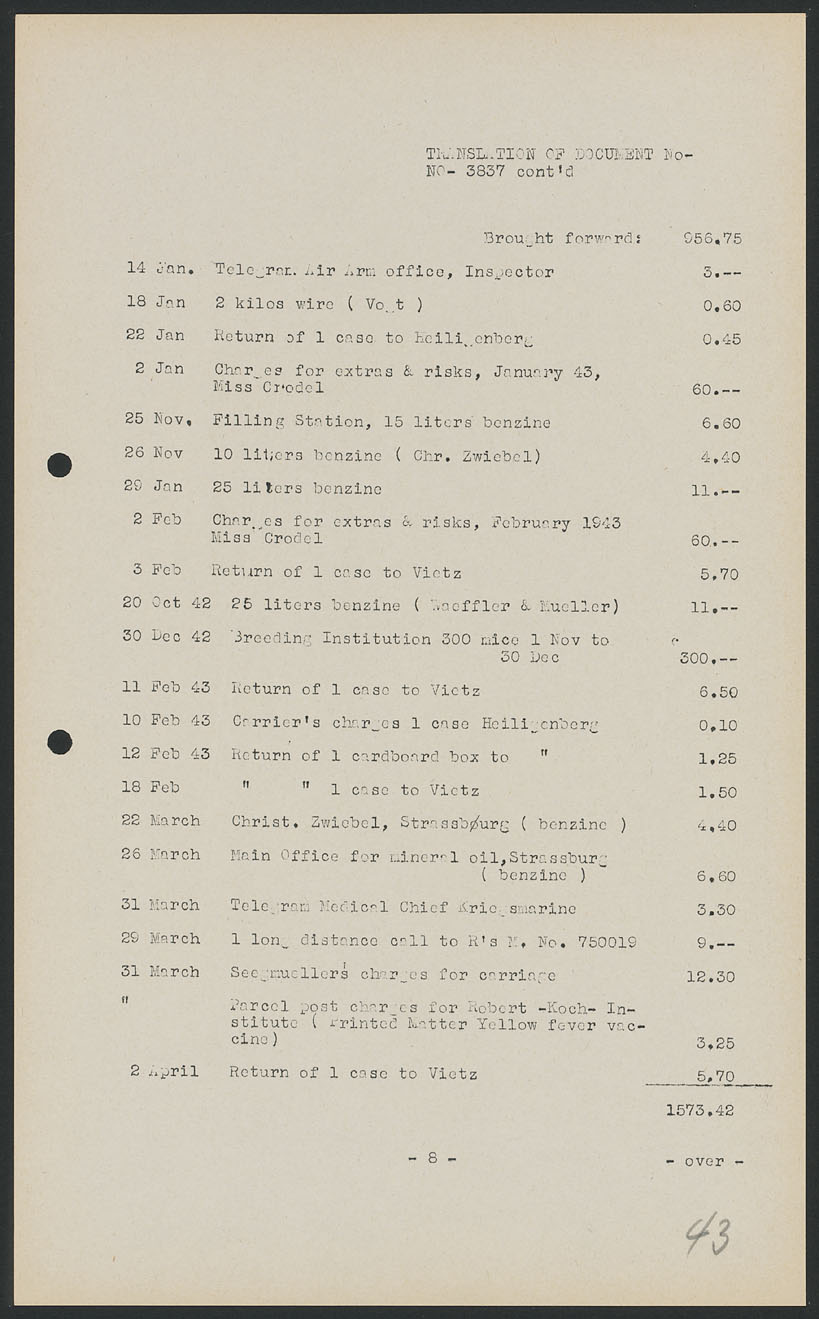 TRANSLATION OF DOCUMENT No-
NO- 3837 cont'd
Brought forward: 956.75
14 Jan. Telegram. Air Arm office, Inspector 3.--
18 Jan 2 kilos wire ( Vogt ) 0.60
22 Jan Return of 1 case to Heiligenberg 0.45
2 Jan Charges for extras & risks, January 43,
Miss Crodel 60.--
25 Nov. Filling Station, 15 liters benzine 6.60
26 Nov 10 liters benzine ( Chr. Zwiebel) 4.40
29 Jan 25 liters benzine 11.--
2 Feb Charges for extras & risks, February 1943
Miss Crodel 60.--
3 Feb Return of 1 case to Vietz 5.70
20 Oct 42 25 liters benzine ( & Mueller) 11.--
30 Dec 42 Breeding Institution 300 mice 1 Nov to
30 Dec 300.--
11 Feb 43 Return of 1 case to Vietz 6.50
10 Feb 43 Carrier's charges 1 case Heiligenberg 0.10
12 Feb 43 Return of 1 cardboard box to " 1.25
18 Feb " " 1 case to Vietz 1.50
22 March Christ. Zwiebel, Strassburg ( benzine ) 4.40
26 March Main Office for mineral oil,Strassburg
( benzine ) 6.60
31 March Telegram Medical Chief Kriegsmarine 3.30
29 March 1 long distance call to R's M. No. 750019 9.--
31 March Seegmueller's charges for carriage 12.30
" Parcel post charges for Robert -Koch- In-
stitute ( Printed Matter Yellow fever vac-
cine) 3.25
2 April Return of 1 case to Vietz 5.70
1573.42
- 8 - - over -
43